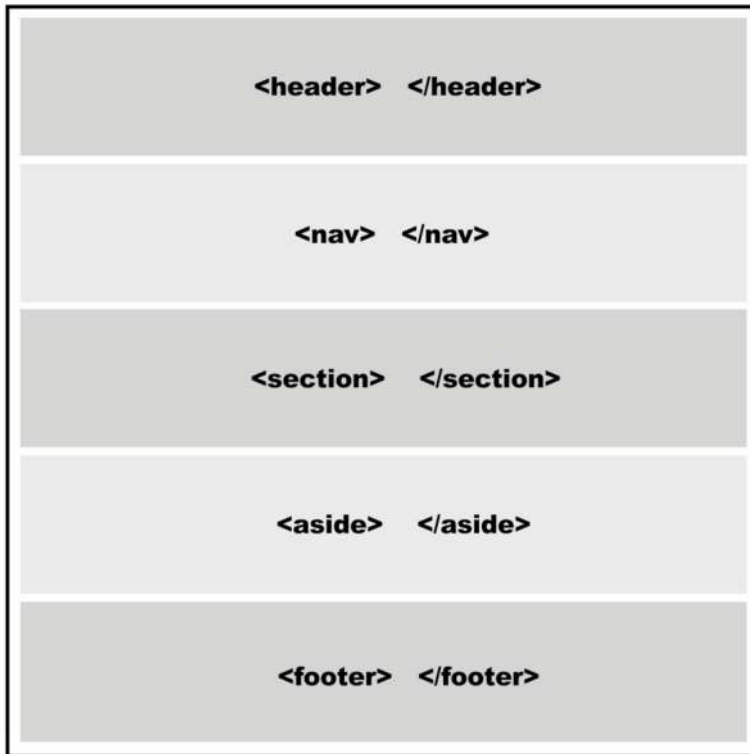 <header> </header>
<nav> </nav>
<section> </section>
<aside> </aside>
<footer> </footer>